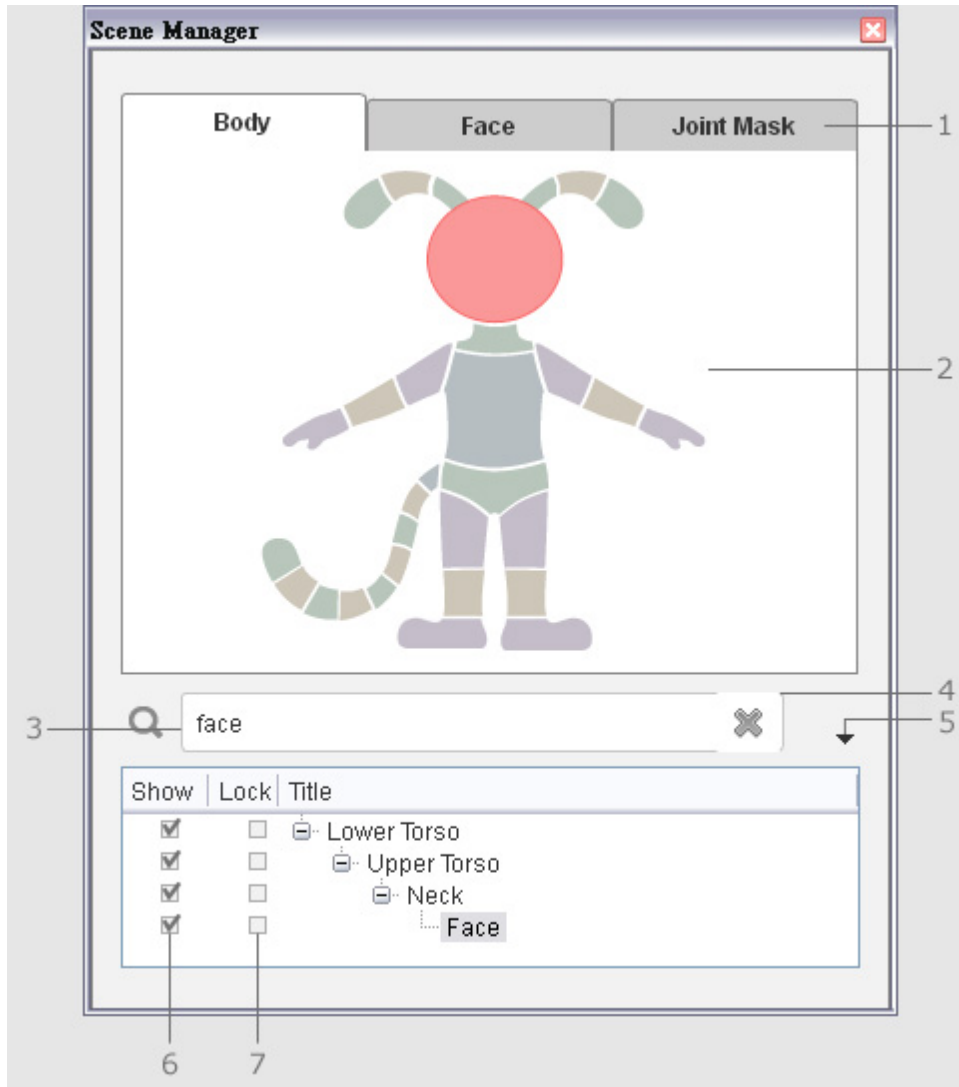 Scene Manager
Body Face Joint Mask
1
2
4
3 face
5
Show Lock Title
Lower Torso
Upper Torso
Neck
Face
6 7